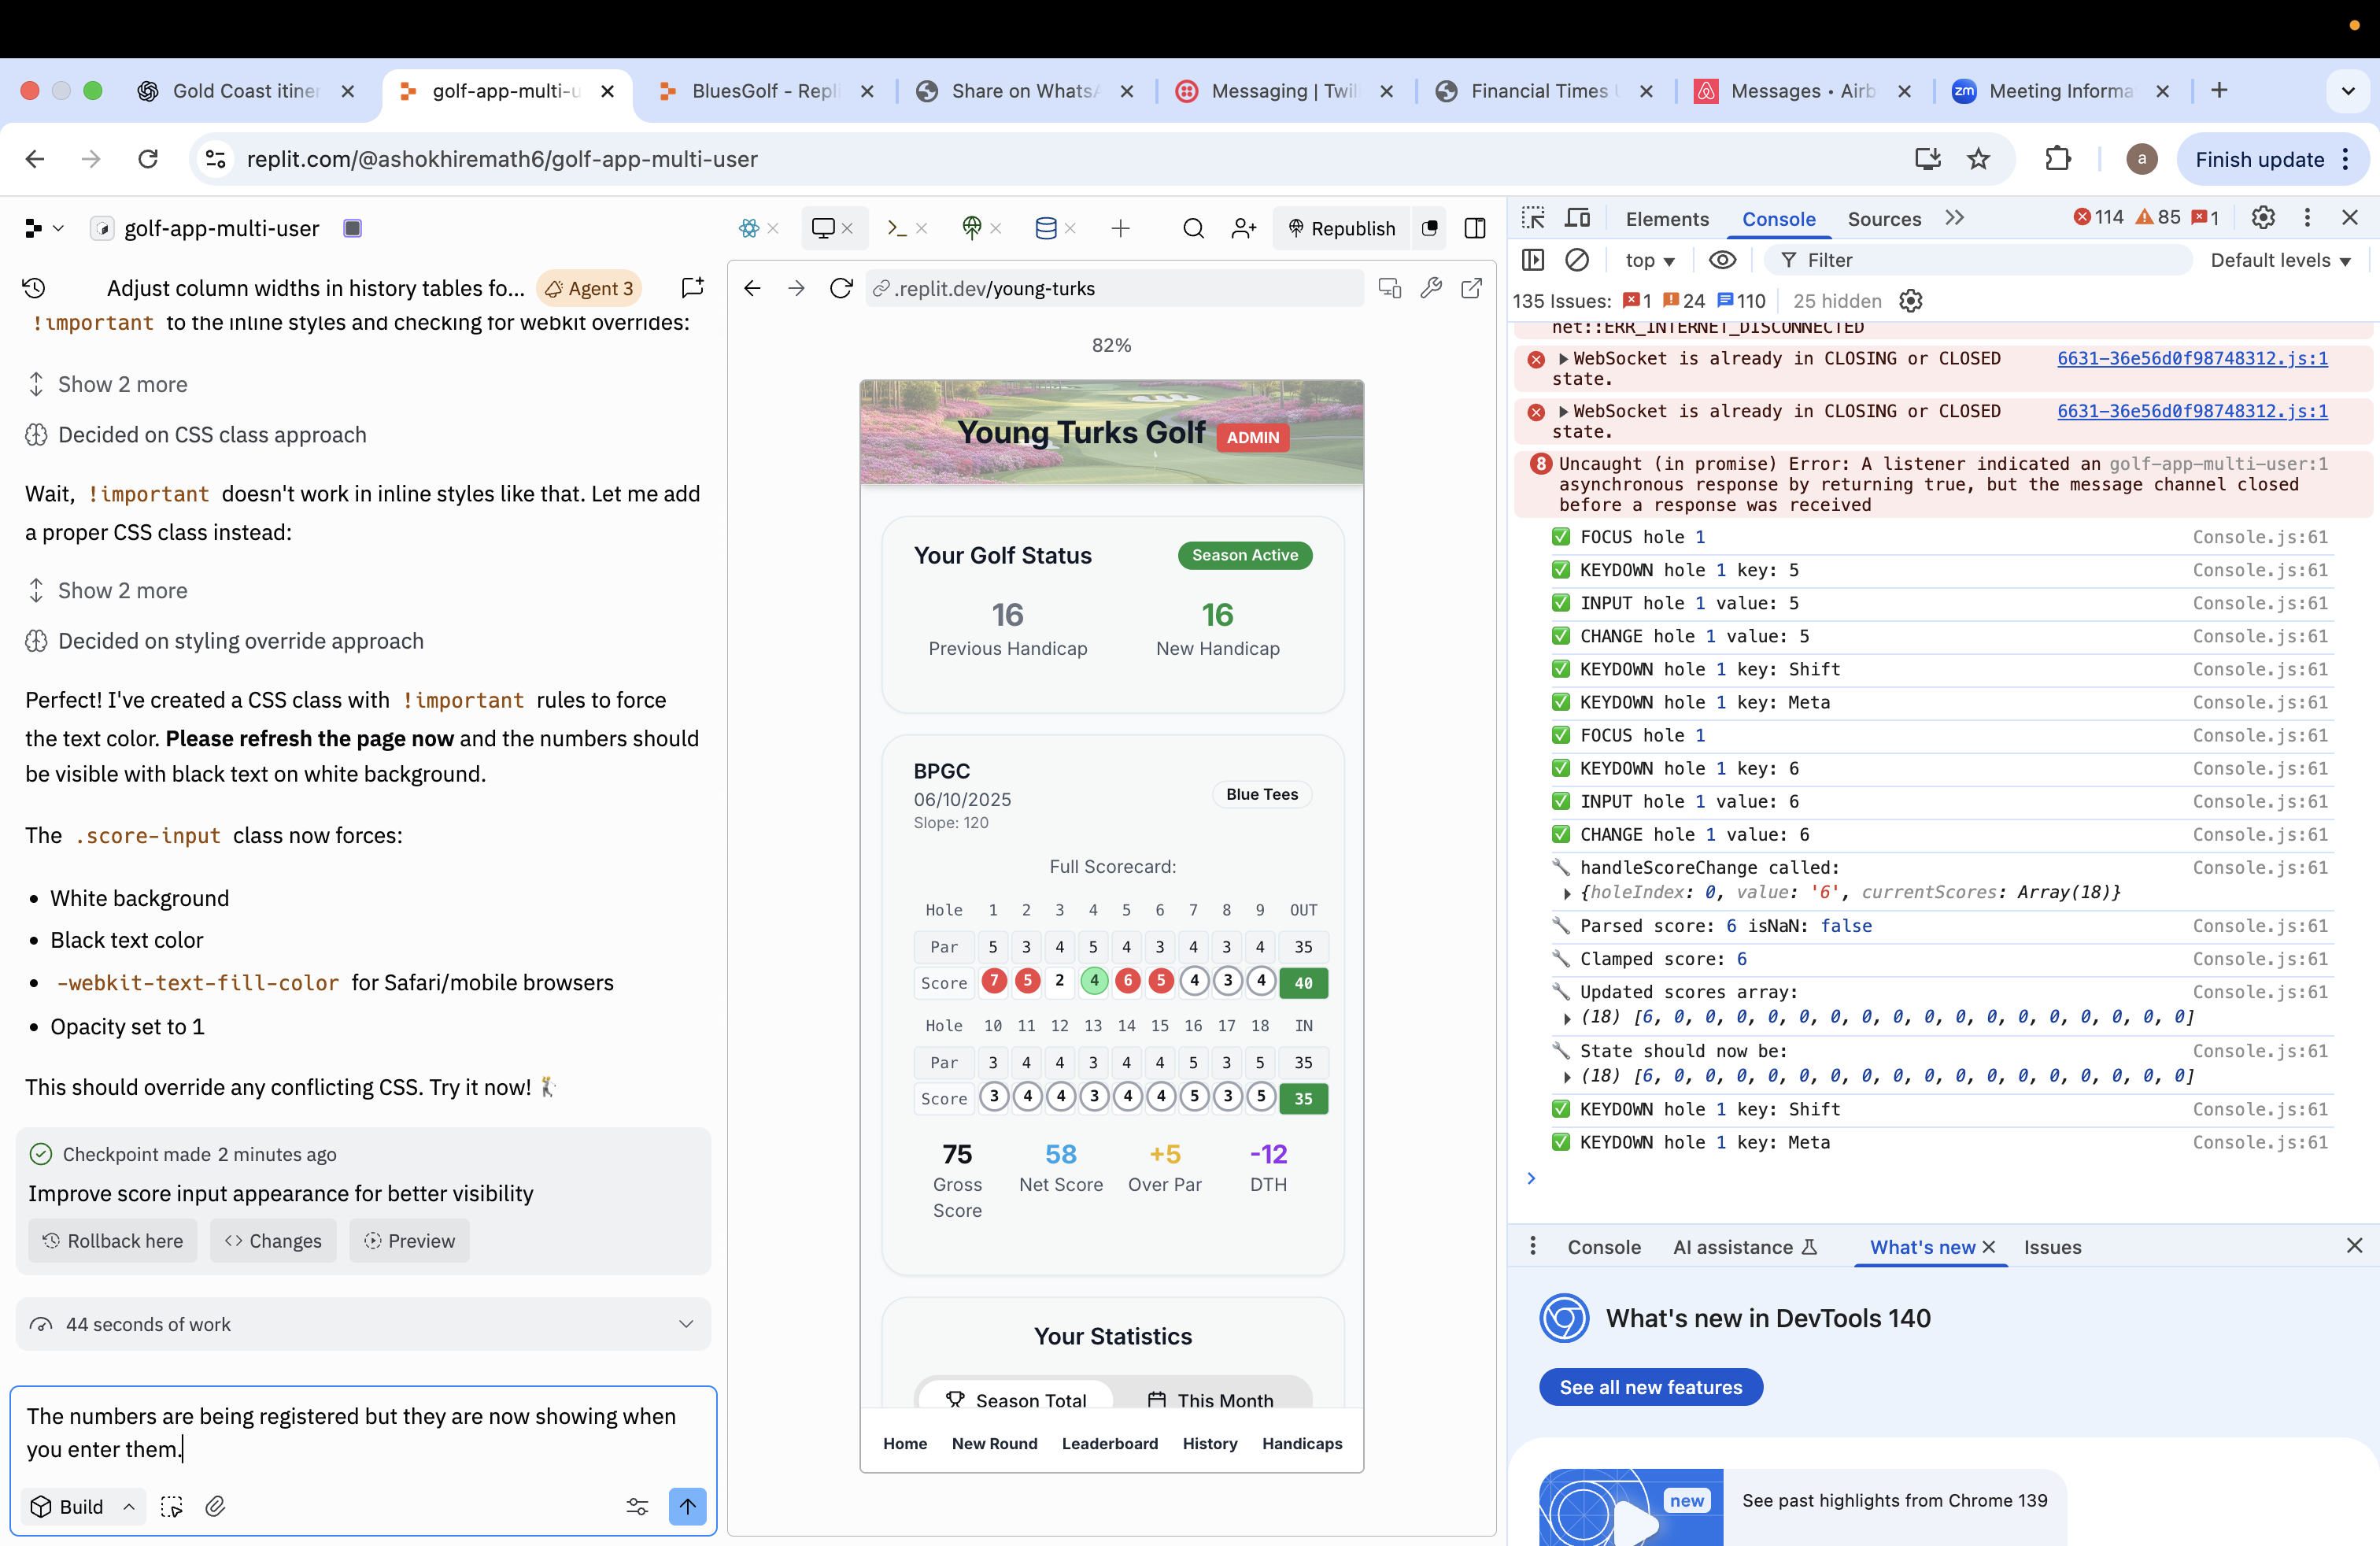 Gold Coast itiner
golf-app-multi-u
BluesGolf - Repli
Share on WhatsA
Messaging | Twil
Financial Times U
Messages • Airb
zm
Meeting Informa
replit.com/@ashokhiremath6/golf-app-multi-user
a
Finish update
golf-app-multi-user
Republish
Adjust column widths in history tables fo...
Agent 3
!important to the inline styles and checking for webkit overrides:
Show 2 more
Decided on CSS class approach
Wait, !important doesn't work in inline styles like that. Let me add
a proper CSS class instead:
Show 2 more
Decided on styling override approach
Perfect! I've created a CSS class with !important rules to force
the text color. Please refresh the page now and the numbers should
be visible with black text on white background.
The .score-input class now forces:
• White background
• Black text color
• -webkit-text-fill-color for Safari/mobile browsers
• Opacity set to 1
This should override any conflicting CSS. Try it now!
Checkpoint made 2 minutes ago
Improve score input appearance for better visibility
Rollback here
Changes
Preview
44 seconds of work
The numbers are being registered but they are now showing when
you enter them.
Build
.replit.dev/young-turks
82%
Young Turks Golf ADMIN
Your Golf Status
Season Active
16
Previous Handicap
16
New Handicap
BPGC
06/10/2025
Slope: 120
Blue Tees
Full Scorecard:
Hole 1 2 3 4 5 6 7 8 9 OUT
Par 5 3 4 5 4 3 4 3 4 35
Score 7 5 2 4 6 5 4 3 4 40
Hole 10 11 12 13 14 15 16 17 18 IN
Par 3 4 4 3 4 4 5 3 5 35
Score 3 4 4 3 4 4 5 3 5 35
75 58 +5 -12
Gross Net Score Over Par DTH
Score
Your Statistics
Season Total
This Month
Home New Round Leaderboard History Handicaps
Elements Console Sources
114 85 1
top
Filter
Default levels
135 Issues: 1 24 110 25 hidden
net::ERR_INTERNET_DISCONNECTED
WebSocket is already in CLOSING or CLOSED 6631-36e56d0f98748312.js:1
state.
WebSocket is already in CLOSING or CLOSED 6631-36e56d0f98748312.js:1
state.
8 Uncaught (in promise) Error: A listener indicated an golf-app-multi-user:1
asynchronous response by returning true, but the message channel closed
before a response was received
FOCUS hole 1 Console.js:61
KEYDOWN hole 1 key: 5 Console.js:61
INPUT hole 1 value: 5 Console.js:61
CHANGE hole 1 value: 5 Console.js:61
KEYDOWN hole 1 key: Shift Console.js:61
KEYDOWN hole 1 key: Meta Console.js:61
FOCUS hole 1 Console.js:61
KEYDOWN hole 1 key: 6 Console.js:61
INPUT hole 1 value: 6 Console.js:61
CHANGE hole 1 value: 6 Console.js:61
handleScoreChange called: Console.js:61
{holeIndex: 0, value: '6', currentScores: Array(18)}
Parsed score: 6 isNaN: false Console.js:61
Clamped score: 6 Console.js:61
Updated scores array: Console.js:61
(18) [6, 0, 0, 0, 0, 0, 0, 0, 0, 0, 0, 0, 0, 0, 0, 0, 0, 0]
State should now be: Console.js:61
(18) [6, 0, 0, 0, 0, 0, 0, 0, 0, 0, 0, 0, 0, 0, 0, 0, 0, 0]
KEYDOWN hole 1 key: Shift Console.js:61
KEYDOWN hole 1 key: Meta Console.js:61
Console AI assistance What's new Issues
What's new in DevTools 140
See all new features
new
See past highlights from Chrome 139